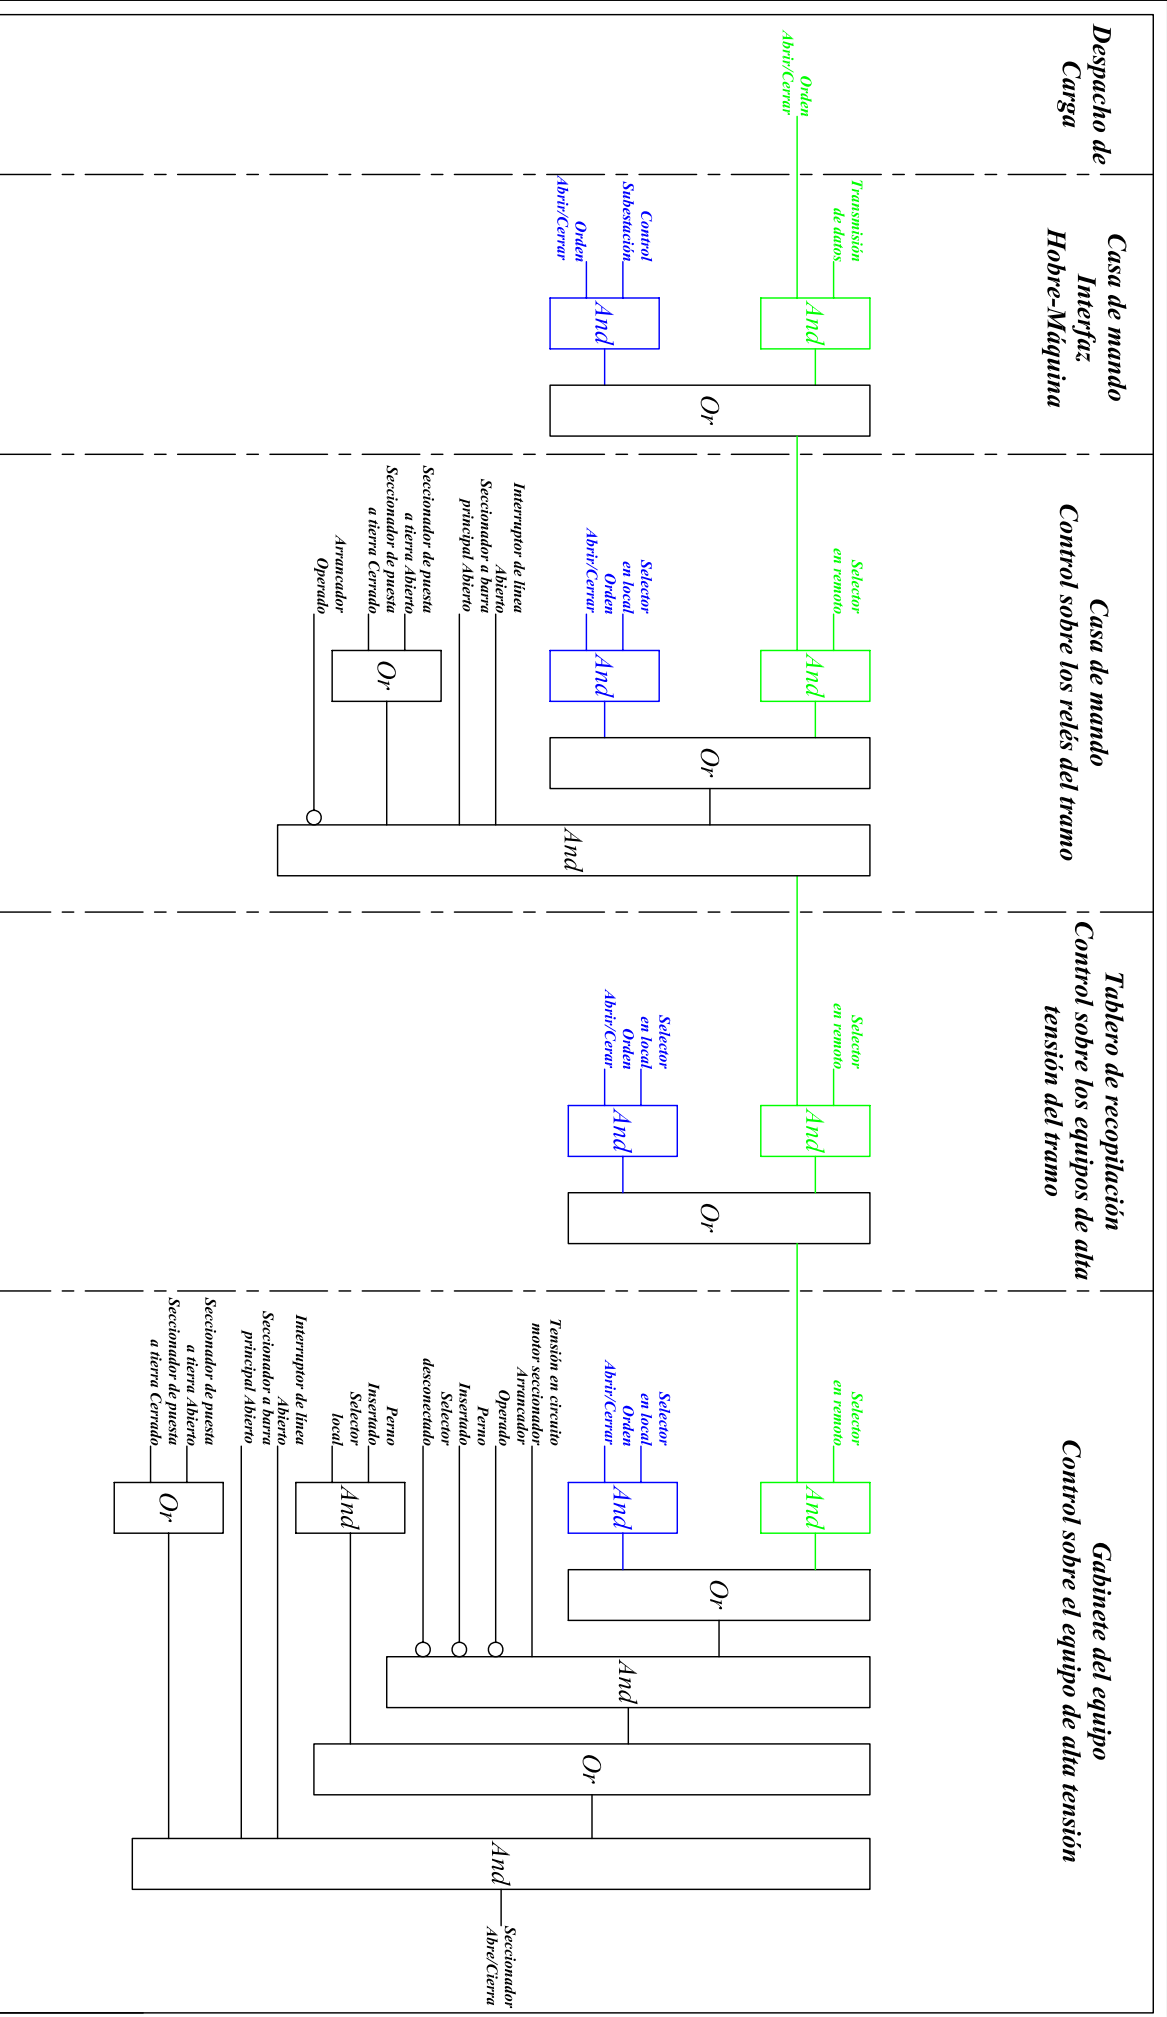 Despacho de
Carga
Orden
Abrir/Cerrar
Casa de mando
Interfaz
Hobre-Máquina
Transmisión
de datos
And
Control
Subestación
Orden
Abrir/Cerrar
And
Or
Casa de mando
Control sobre los relés del tramo
Selector
en remoto
And
Selector
en local
Orden
Abrir/Cerrar
And
Or
Interruptor de línea
Abierto
Seccionador a barra
principal Abierto
Seccionador de puesta
a tierra Abierto
Seccionador de puesta
a tierra Cerrado
Or
Arrancador
Operado
And
Tablero de recopilación
Control sobre los equipos de alta
tensión del tramo
Selector
en remoto
And
Selector
en local
Orden
Abrir/Cerar
And
Or
Gabinete del equipo
Control sobre el equipo de alta tensión
Selector
en remoto
And
Selector
en local
Orden
Abrir/Cerrar
And
Or
Tensión en circuito
motor seccionador
Arrancador
Operado
Perno
Insertado
Selector
desconectado
And
Perno
Insertado
Selector
local
And
Or
Interruptor de línea
Abierto
Seccionador a barra
principal Abierto
Seccionador de puesta
a tierra Abierto
Seccionador de puesta
a tierra Cerrado
Or
And
Seccionador
Abre/Cierra